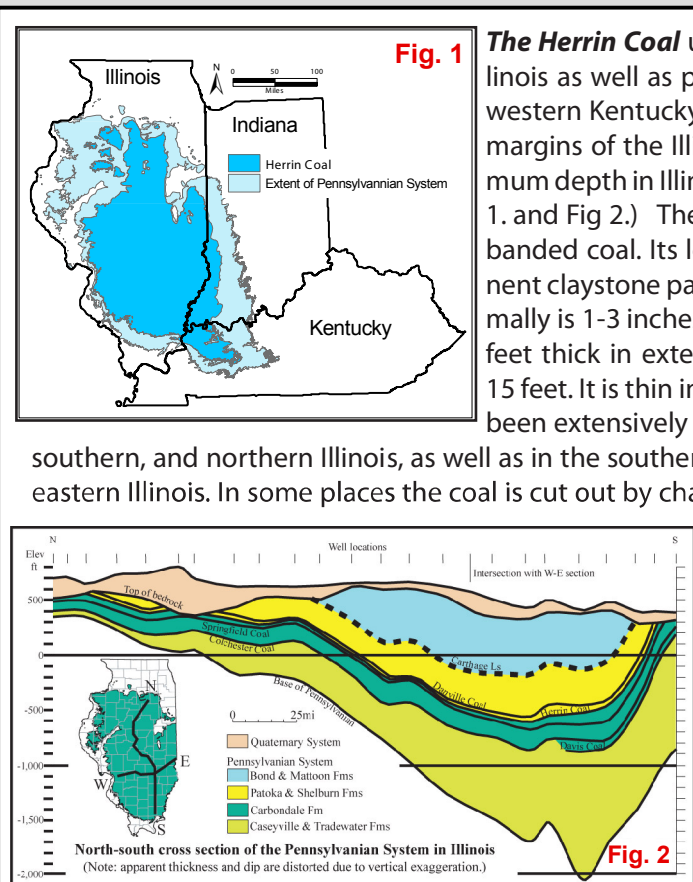 Fig. 1
Illinois
N
0 50 100
Miles
Indiana
Herrin Coal
Extent of Pennsylvannian System
Kentucky
The Herrin Coal
linois as well as p
western Kentucky
margins of the Illi
mum depth in Illin
1. and Fig 2.) The
banded coal. Its I
nent claystone pa
mally is 1-3 inche
feet thick in exte
15 feet. It is thin in
been extensively
southern, and northern Illinois, as well as in the souther
eastern Illinois. In some places the coal is cut out by cha
N
S
Elev
ft
Well locations
Intersection with W-E section
Top of bedrock
500
Springfield Coal
Colchester Coal
0
Carthage Ls
Danville Coal
Base of Pennsylvanian
Herrin Coal
-500
Davis Coal
N
0 25mi
Quaternary System
E
W
Pennsylvanian System
-1,000
Bond & Mattoon Fms
Patoka & Shelburn Fms
Carbondale Fm
-1,500
S
Caseyville & Tradewater Fms
North-south cross section of the Pennsylvanian System in Illinois
(Note: apparent thickness and dip are distorted due to vertical exaggeration.)
Fig. 2
-2,000